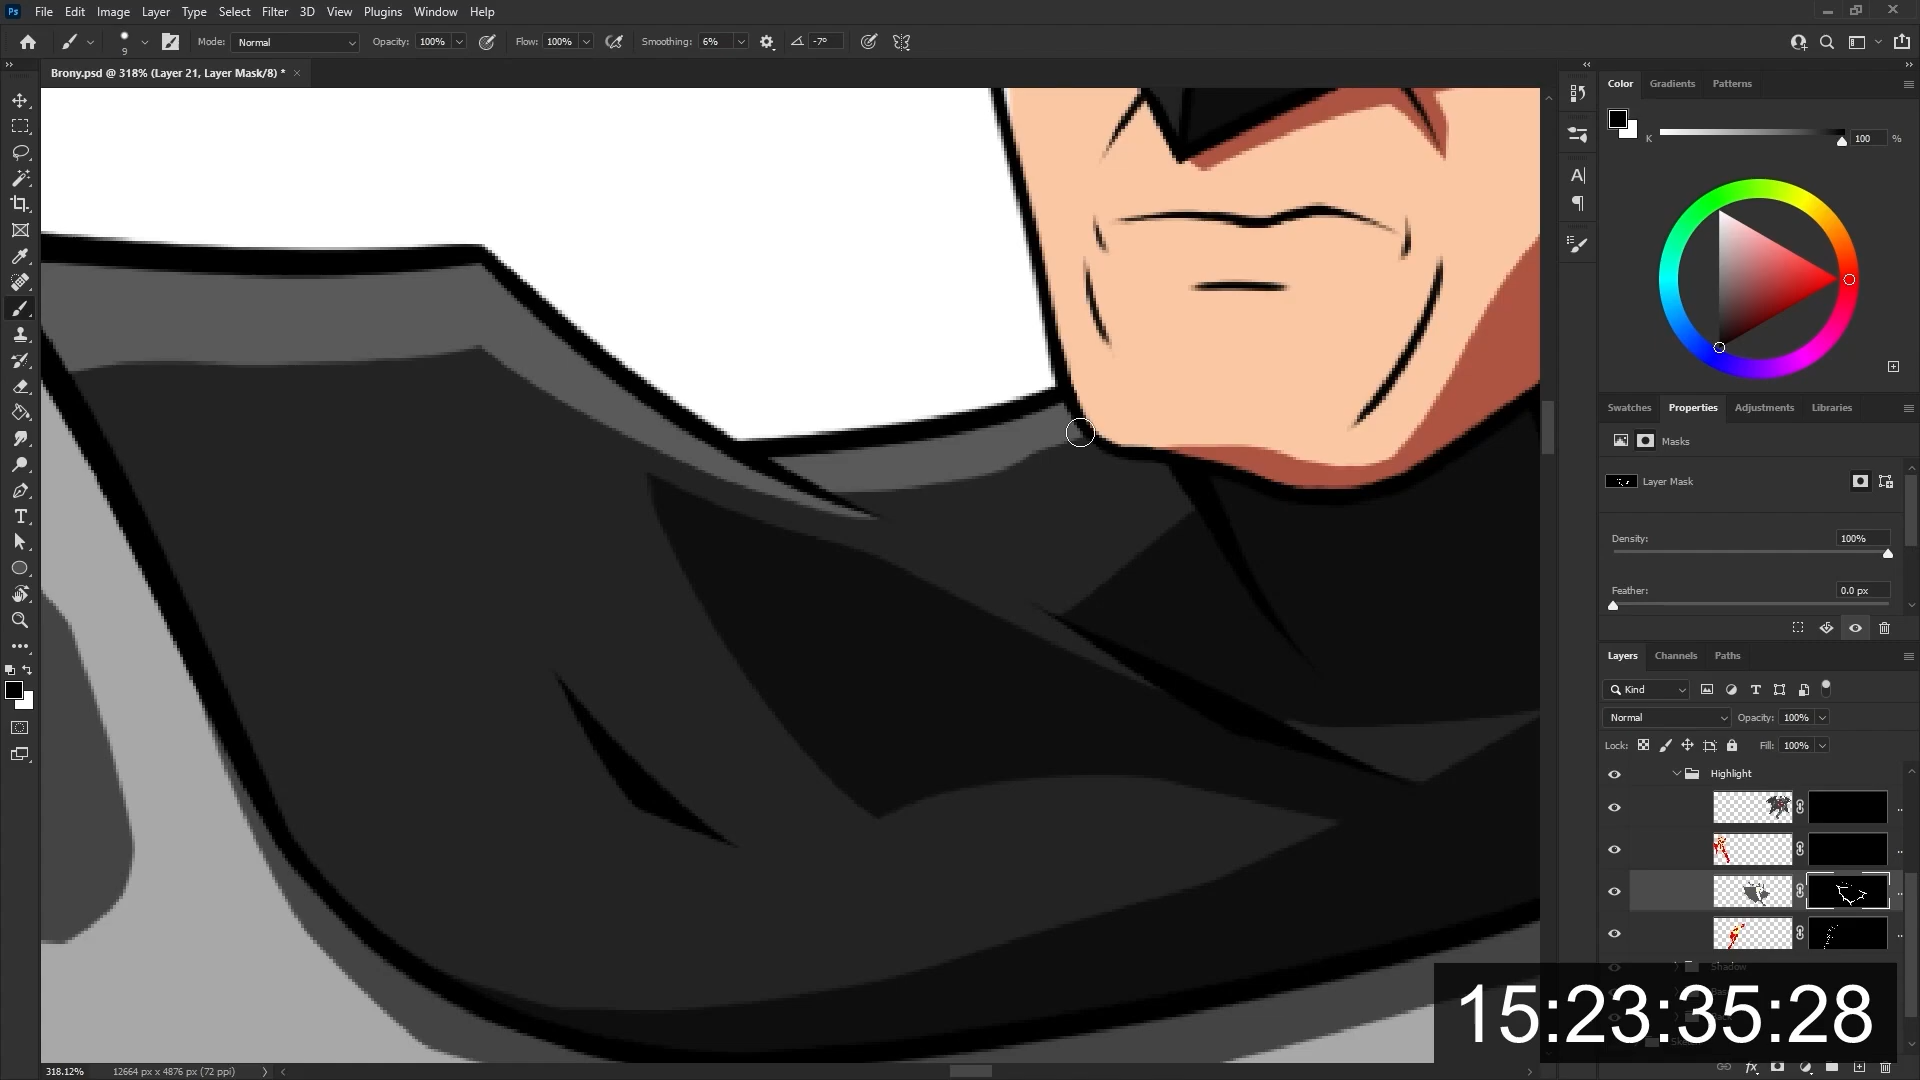 Ps File Edit Image Layer Type Select Filter 3D View Plugins Window Help
9 Mode: Normal Opacity: 100% Flow: 100% Smoothing: 6% -7°
Brony.psd @ 318% (Layer 21, Layer Mask/8) * ×
Color Gradients Patterns
K 100 %
Swatches Properties Adjustments Libraries
Masks
Layer Mask
Density: 100%
Feather: 0.0 px
Layers Channels Paths
Kind
Normal Opacity: 100%
Lock: Fill: 100%
Highlight
Shadow
15:23:35:28
318.12% 12664 px x 4876 px (72 ppi)